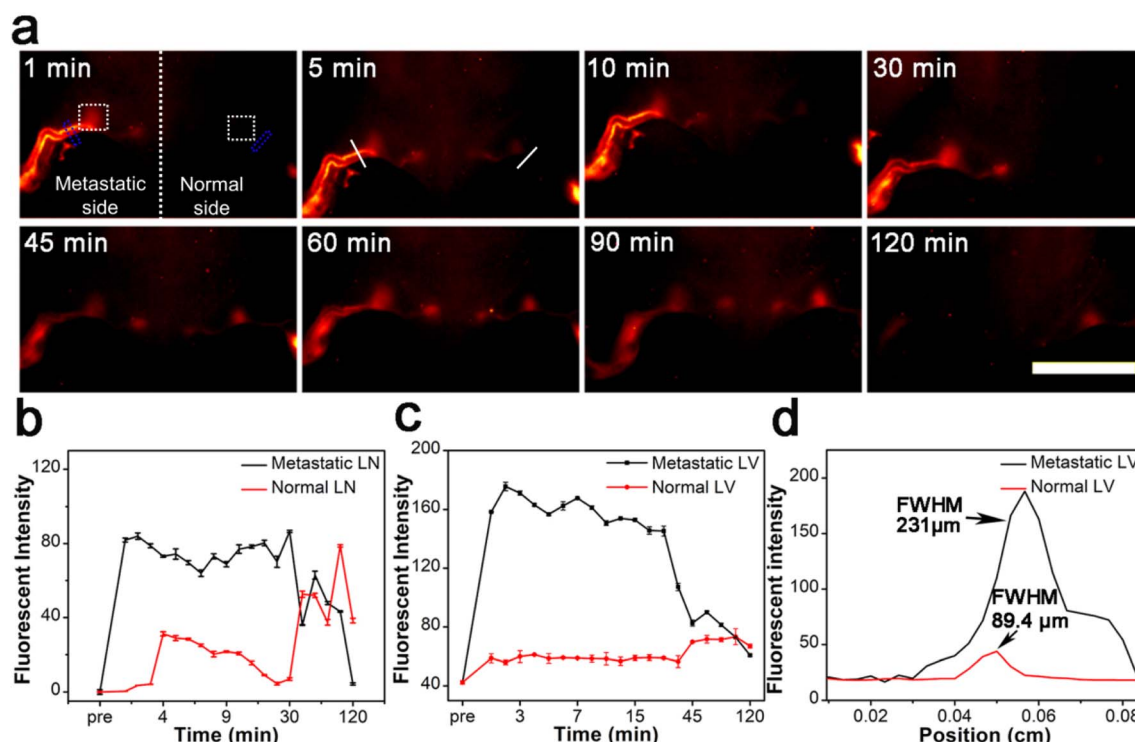 a
1 min
5 min
10 min
30 min
Metastatic
side
Normal
side
45 min
60 min
90 min
120 min
b
Fluorescent Intensity
120
80
40
0
Metastatic LN
Normal LN
pre
4
9
30
120
Time (min)
c
Fluorescent Intensity
200
160
120
80
40
Metastatic LV
Normal LV
pre
3
7
15
45
120
Time (min)
d
Fluorescent intensity
200
150
100
50
0
Metastatic LV
Normal LV
FWHM
231μm
FWHM
89.4 μm
0.02
0.04
0.06
0.08
Position (cm)